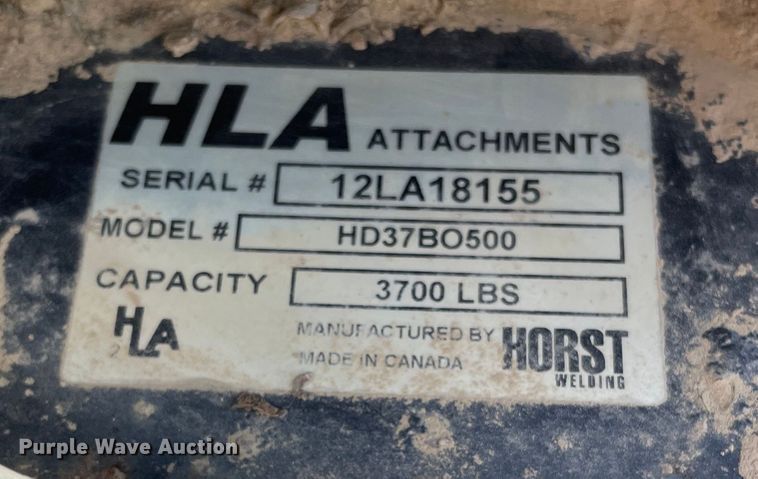 HLA ATTACHMENTS
SERIAL # 12LA18155
MODEL # HD37BO500
CAPACITY 3700 LBS
HLA
2
MANUFACTURED BY HORST
MADE IN CANADA WELDING
Purple Wave Auction